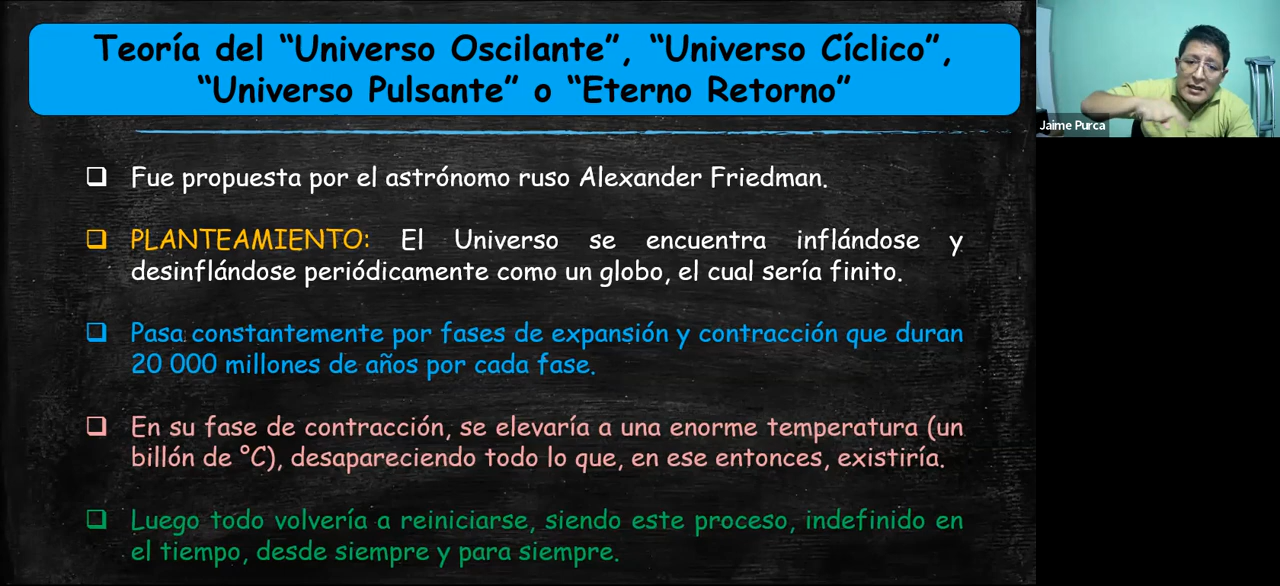 Teoría del “Universo Oscilante”, “Universo Cíclico”,
“Universo Pulsante” o “Eterno Retorno”
Jaime Purca
Fue propuesta por el astrónomo ruso Alexander Friedman.
PLANTEAMIENTO: El Universo se encuentra inflándose y
desinflándose periódicamente como un globo, el cual sería finito.
Pasa constantemente por fases de expansión y contracción que duran
20 000 millones de años por cada fase.
En su fase de contracción, se elevaría a una enorme temperatura (un
billón de °C), desapareciendo todo lo que, en ese entonces, existiría.
Luego todo volvería a reiniciarse, siendo este proceso, indefinido en
el tiempo, desde siempre y para siempre.